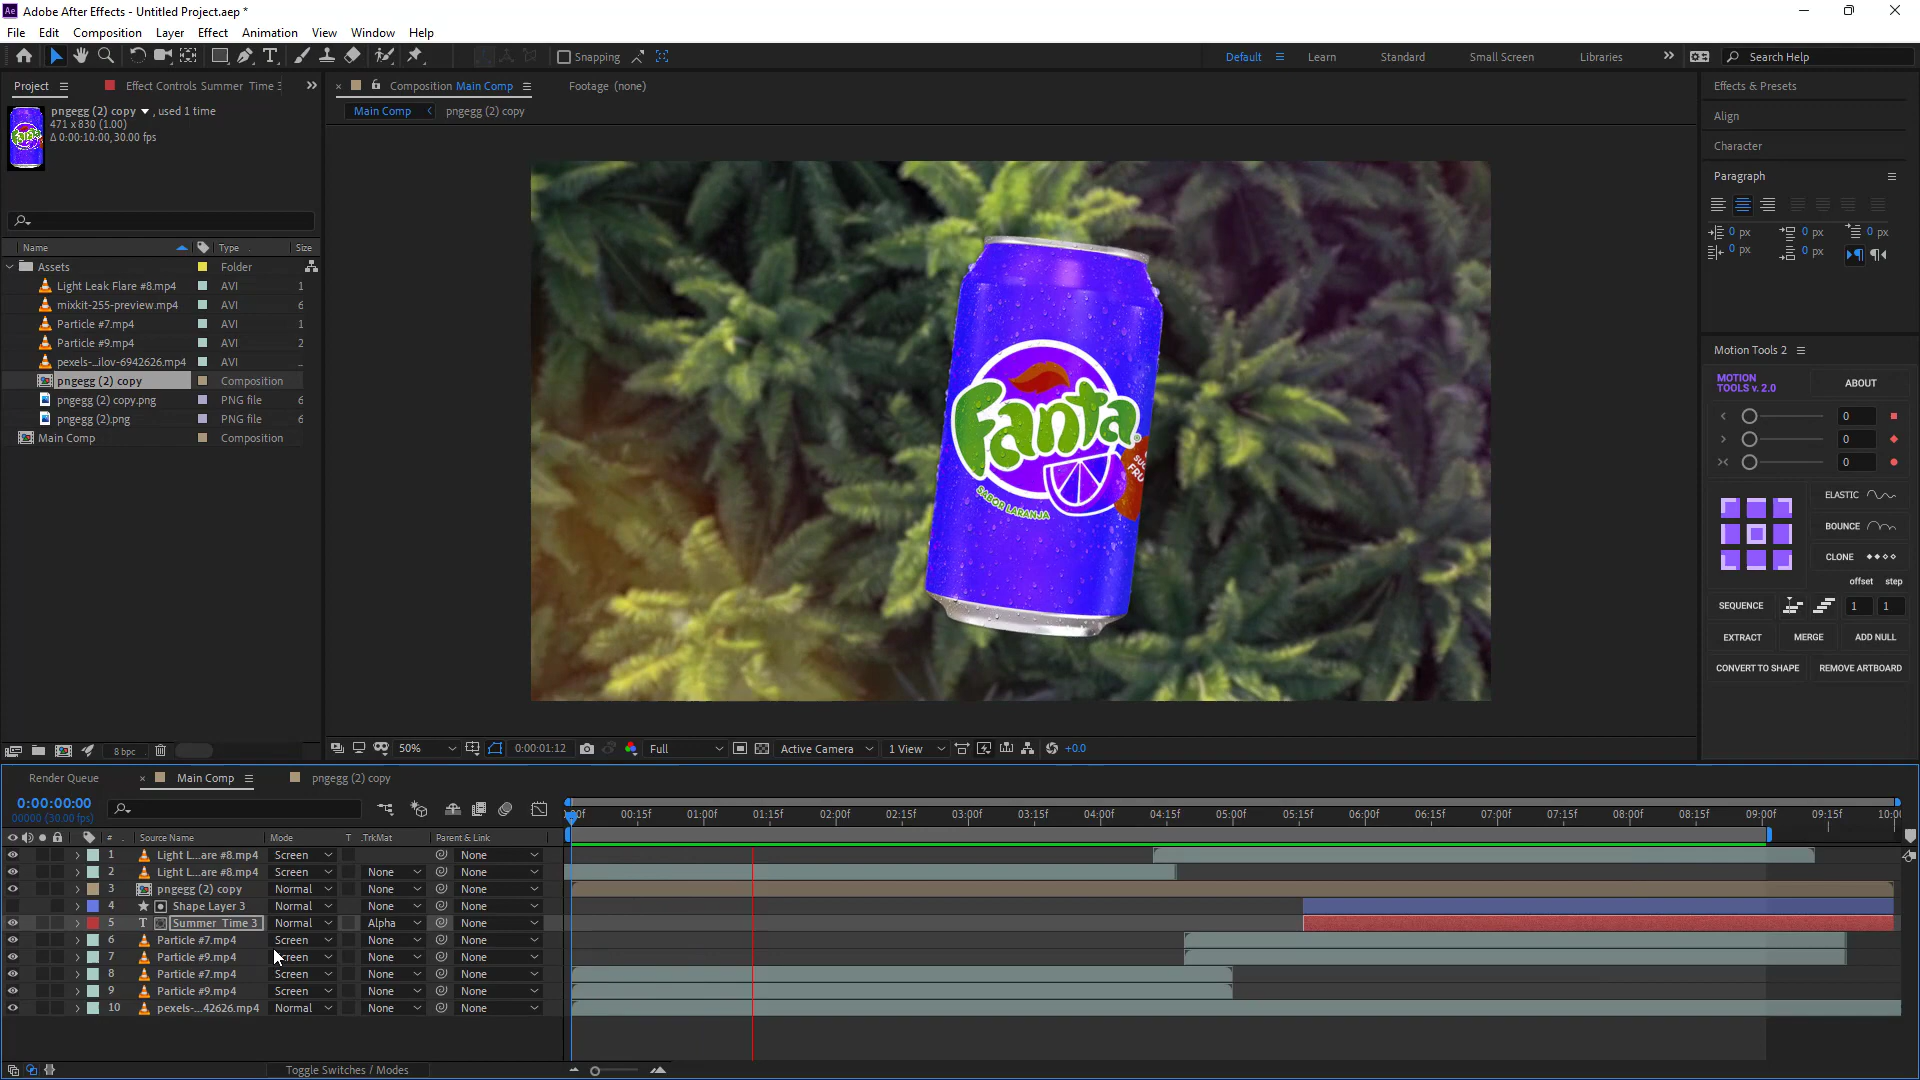 Adobe After Effects - Untitled Project.aep *
File Edit Composition Layer Effect Animation View Window Help
Snapping Default Learn Standard Small Screen Libraries Search Help
Project Effect Controls Summer Time 3
pngegg (2) copy , used 1 time
471 x 830 (1.00)
Δ 0:00:10:00, 30.00 fps
Name Type Size
Assets Folder
Light Leak Flare #8.mp4 AVI 1
mixkit-255-preview.mp4 AVI 6
Particle #7.mp4 AVI 1
Particle #9.mp4 AVI 2
pexels-...ilov-6942626.mp4 AVI
pngegg (2) copy Composition
pngegg (2) copy.png PNG file 6
pngegg (2).png PNG file 6
Main Comp Composition
8 bpc
Composition Main Comp Footage (none)
Main Comp pngegg (2) copy
Fanta
SABOR LARANJA
50% 0:00:01:12 Full Active Camera 1 View +0.0
Effects & Presets
Align
Character
Paragraph
0 px 0 px 0 px
0 px 0 px
Motion Tools 2
MOTION
TOOLS v. 2.0
ABOUT
0
0
0
ELASTIC
BOUNCE
CLONE
offset step
SEQUENCE 1 1
EXTRACT MERGE ADD NULL
CONVERT TO SHAPE REMOVE ARTBOARD
Render Queue Main Comp pngegg (2) copy
0:00:00:00
00000 (30.00 fps)
00:15f 01:00f 01:15f 02:00f 02:15f 03:00f 03:15f 04:00f 04:15f 05:00f 05:15f 06:00f 06:15f 07:00f 07:15f 08:00f 08:15f 09:00f 09:15f 10:00
# Source Name Mode T .TrkMat Parent & Link
1 Light L...are #8.mp4 Screen None
2 Light L...are #8.mp4 Screen None None
3 pngegg (2) copy Normal None None
4 Shape Layer 3 Normal None None
5 Summer Time 3 Normal Alpha None
6 Particle #7.mp4 Screen None None
7 Particle #9.mp4 Screen None None
8 Particle #7.mp4 Screen None None
9 Particle #9.mp4 Screen None None
10 pexels-...42626.mp4 Normal None None
Toggle Switches / Modes